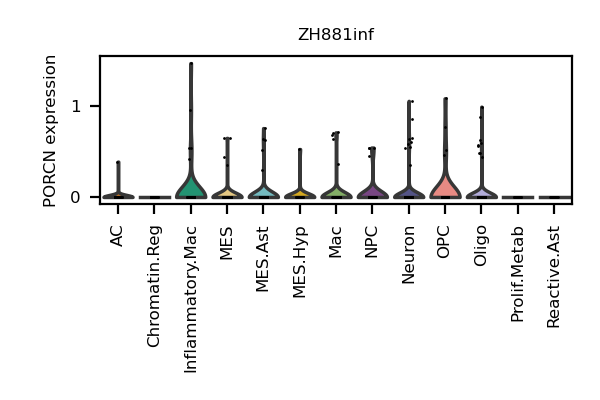 ZH881inf
PORCN expression
1
0
AC
Chromatin.Reg
Inflammatory.Mac
MES
MES.Ast
MES.Hyp
Mac
NPC
Neuron
OPC
Oligo
Prolif.Metab
Reactive.Ast